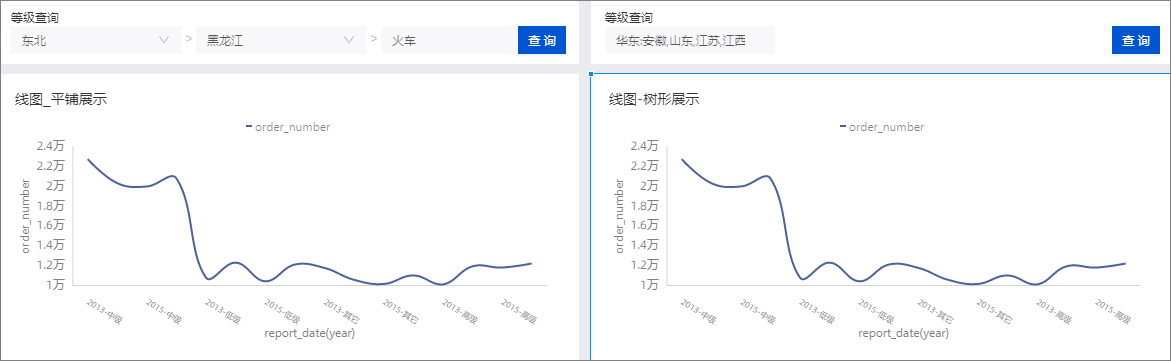 等级查询
东北 > 黑龙江 > 火车 查 询
线图_平铺展示
order_number
2.4万
2.2万
2万
1.8万
1.6万
1.4万
1.2万
1万
order_number
2013-中级 2015-中级 2013-低级 2015-低级 2013-其它 2015-其它 2013-高级 2015-高级
report_date(year)
等级查询
华东:安徽,山东,江苏,江西 查 询
线图-树形展示
order_number
2.4万
2.2万
2万
1.8万
1.6万
1.4万
1.2万
1万
order_number
2013-中级 2015-中级 2013-低级 2015-低级 2013-其它 2015-其它 2013-高级 2015-高级
report_date(year)